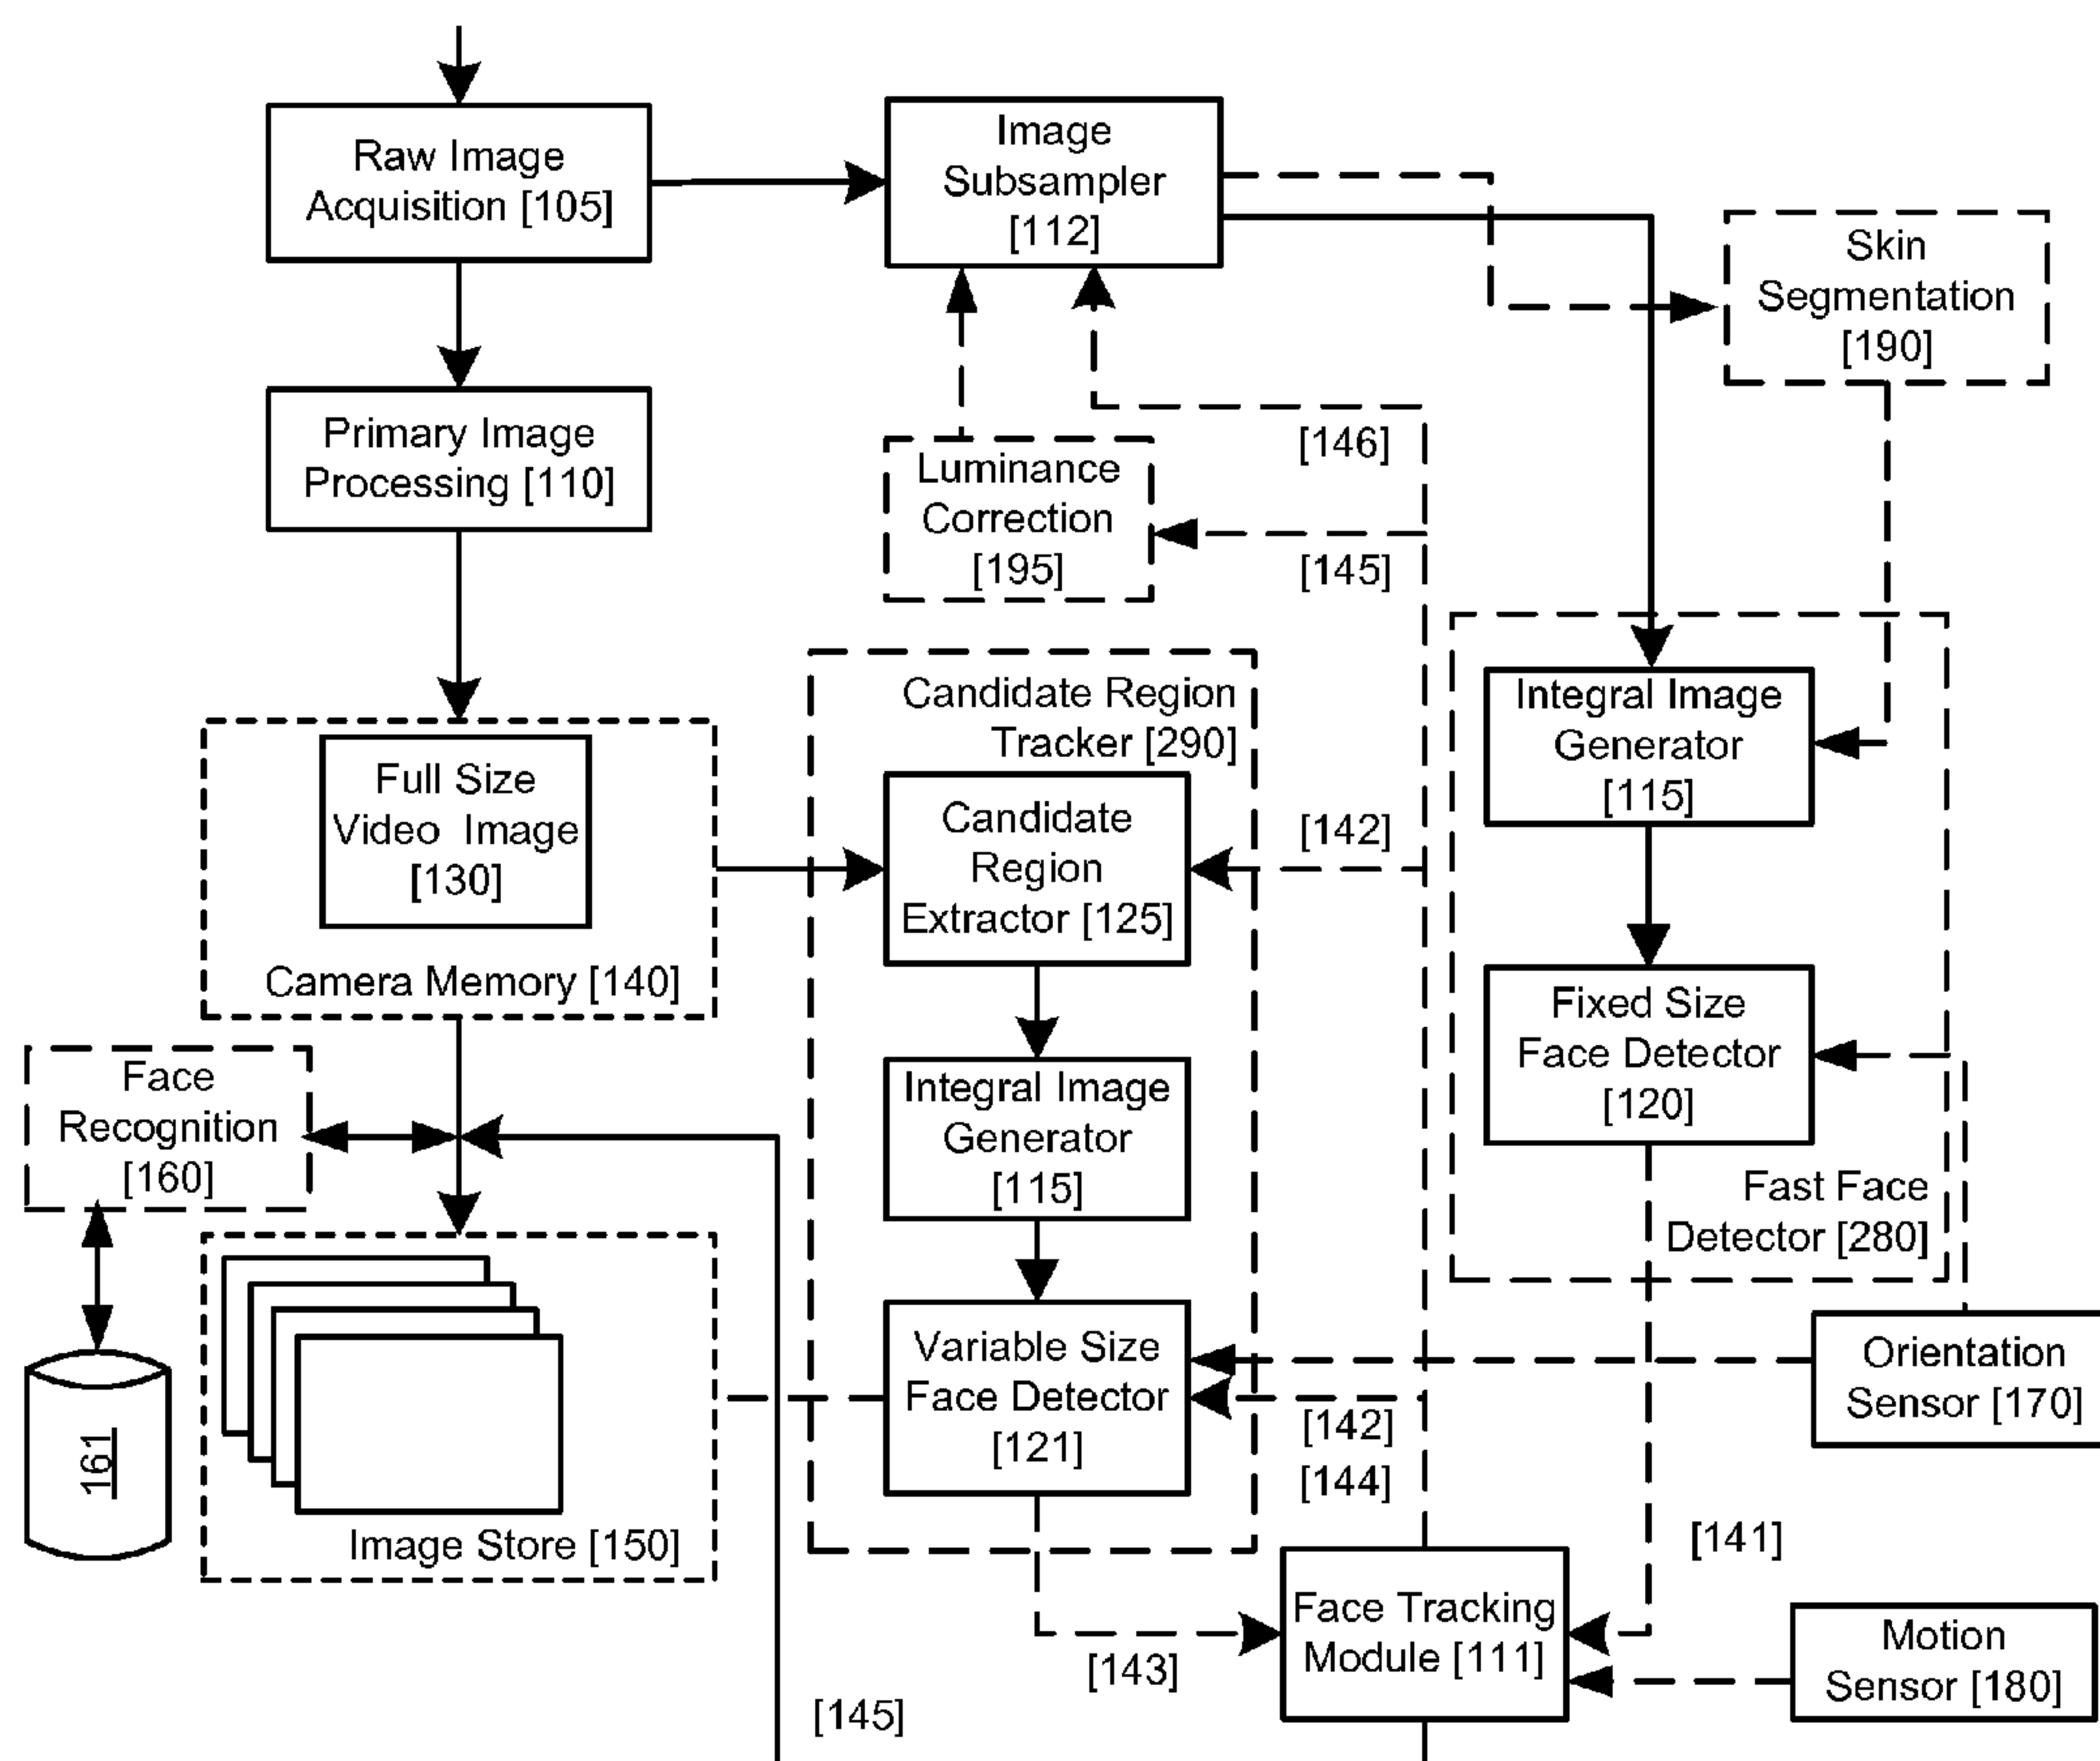 Raw Image
Acquisition [105]
Image
Subsampler
[112]
Skin
Segmentation
[190]
Primary Image
Processing [110]
Luminance
Correction
[195]
[146]
[145]
Candidate Region
Tracker [290]
Integral Image
Generator
[115]
Full Size
Video Image
[130]
Camera Memory [140]
Candidate
Region
Extractor [125]
[142]
Fixed Size
Face Detector
[120]
Fast Face
Detector [280]
Face
Recognition
[160]
Integral Image
Generator
[115]
161
Image Store [150]
Variable Size
Face Detector
[121]
[142]
[144]
Orientation
Sensor [170]
[141]
[143]
Face Tracking
Module [111]
Motion
Sensor [180]
[145]